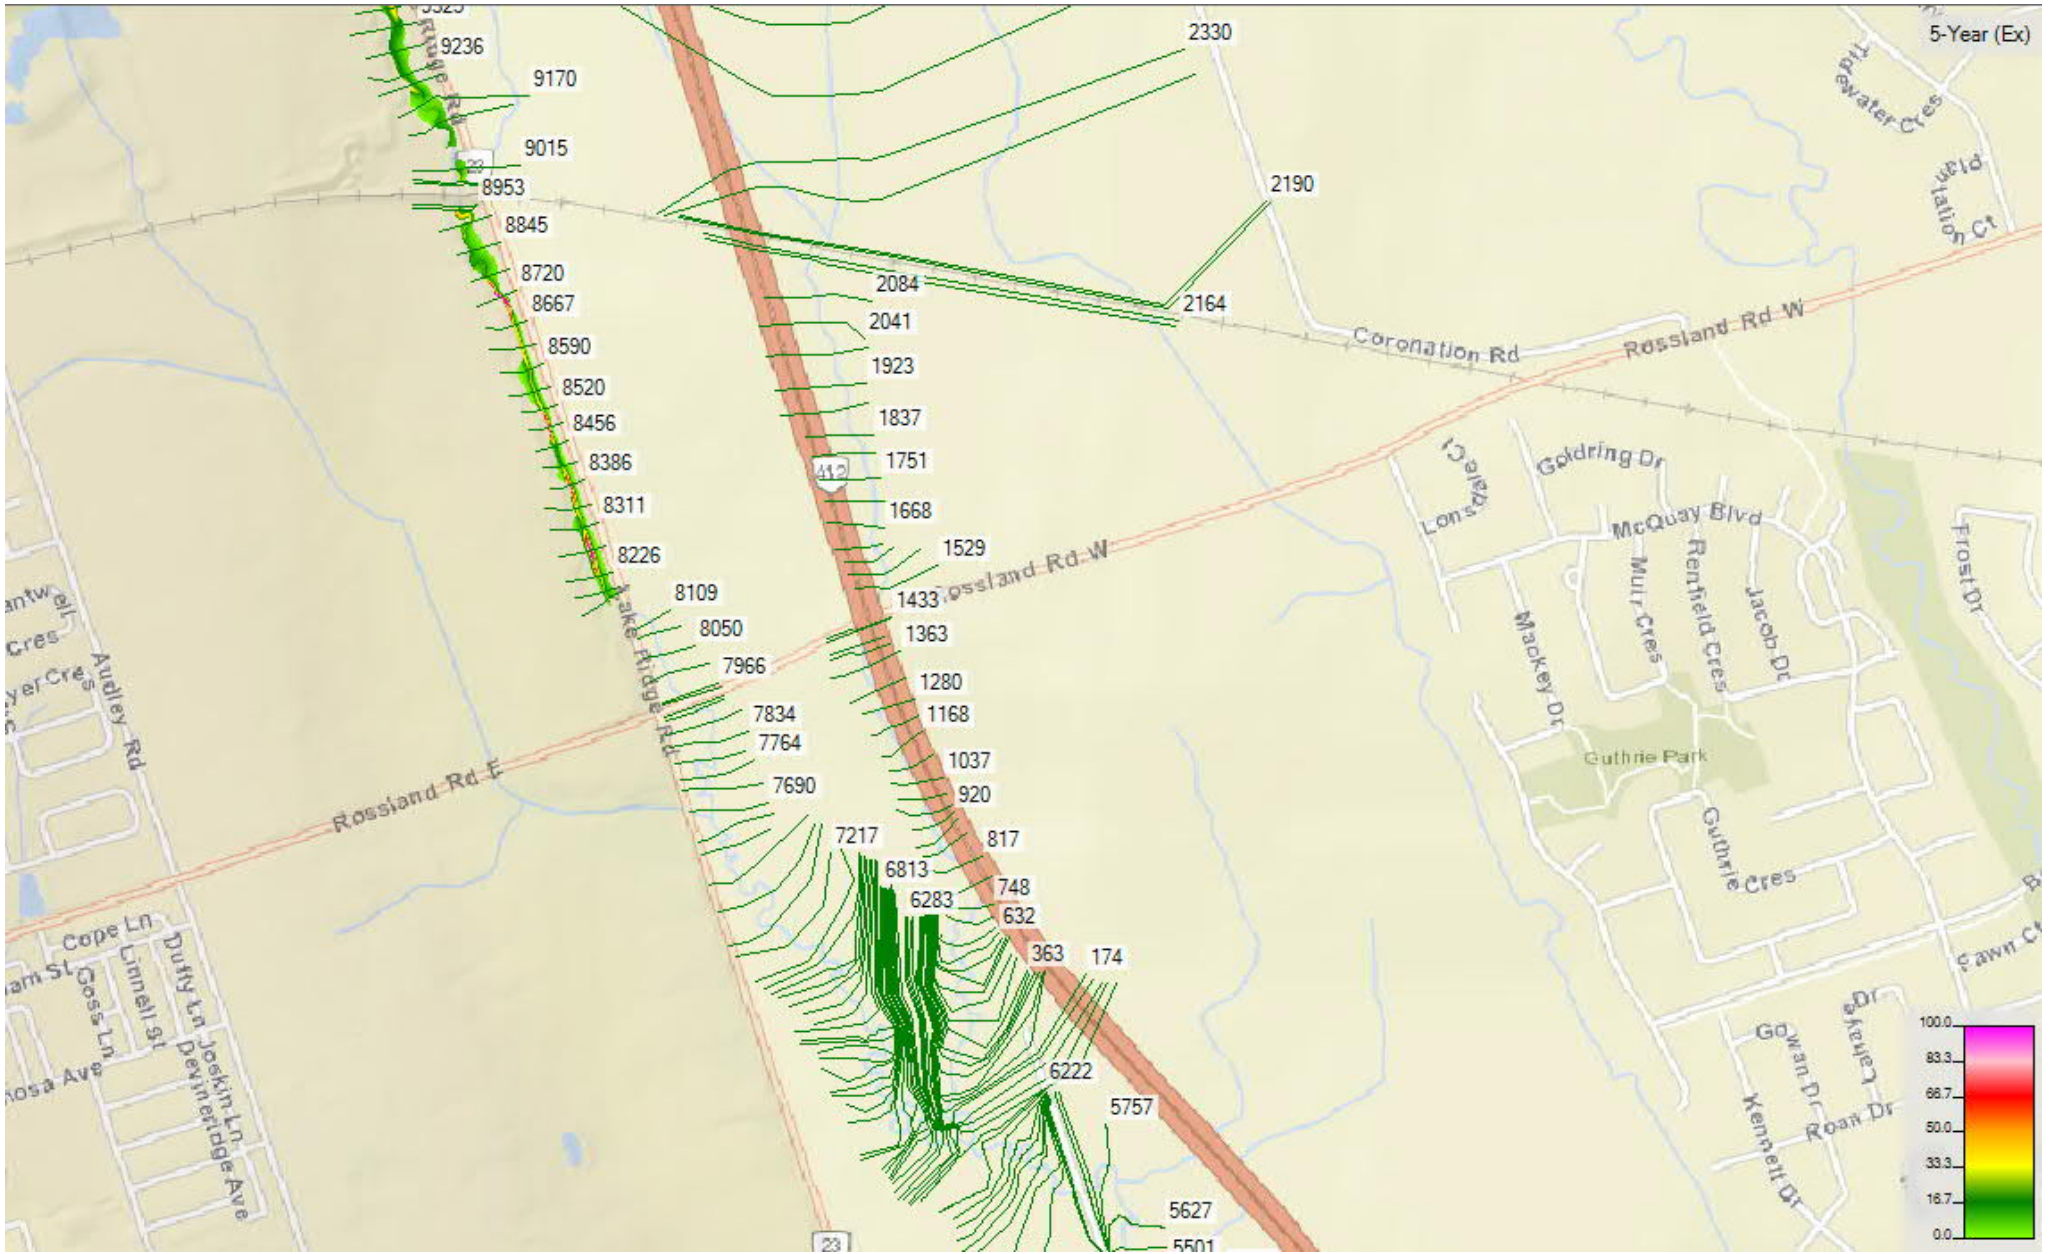 5-Year (Ex)
9236
Ridge Rd
9170
9015
23
8953
8845
8720
8667
8590
8520
8456
8386
8311
8226
8109
8050
7966
7834
7764
7690
7217
6813
6283
2330
2190
2164
2084
2041
1923
1837
1751
412
1668
1529
1433
1363
1280
1168
1037
920
817
748
632
363
174
6222
5757
5627
5501
23
Tidewater Cres
Coronation Rd
Rossland Rd W
Rossland Rd W
Lake Ridge Rd
Rossland Rd E
Audley Rd
Cres
Cope Ln
Duffy Ln
Linnell St
Goss Ln
Joskin Ln
Devineridge Ave
Goldring Dr
McQuay Blvd
Muir Cres
Renfield Cres
Jacob Dr
Mackey Dr
Frost Dr
Guthrie Park
Guthrie Cres
Gowan Dr
Roan Dr
Kennett Dr
100.0
83.3
66.7
50.0
33.3
16.7
0.0